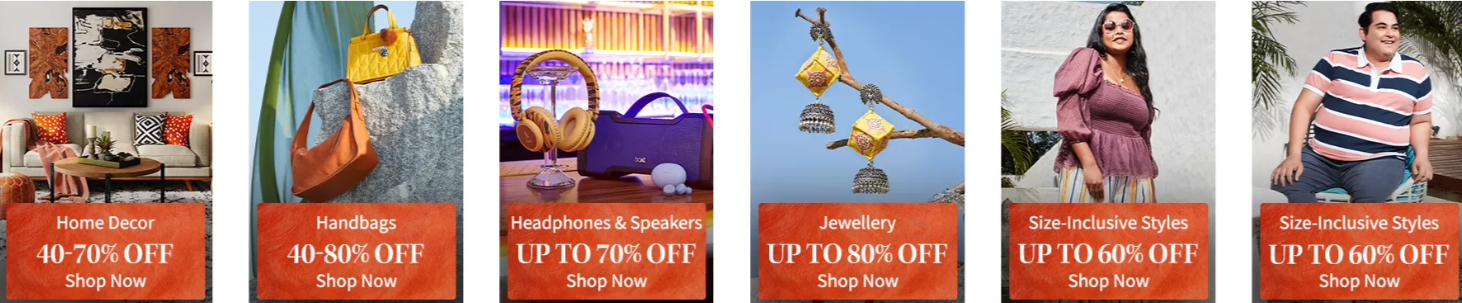 Home Decor
40-70% OFF
Shop Now
Handbags
40-80% OFF
Shop Now
boAt
Headphones & Speakers
UP TO 70% OFF
Shop Now
Jewellery
UP TO 80% OFF
Shop Now
Size-Inclusive Styles
UP TO 60% OFF
Shop Now
Size-Inclusive Styles
UP TO 60% OFF
Shop Now